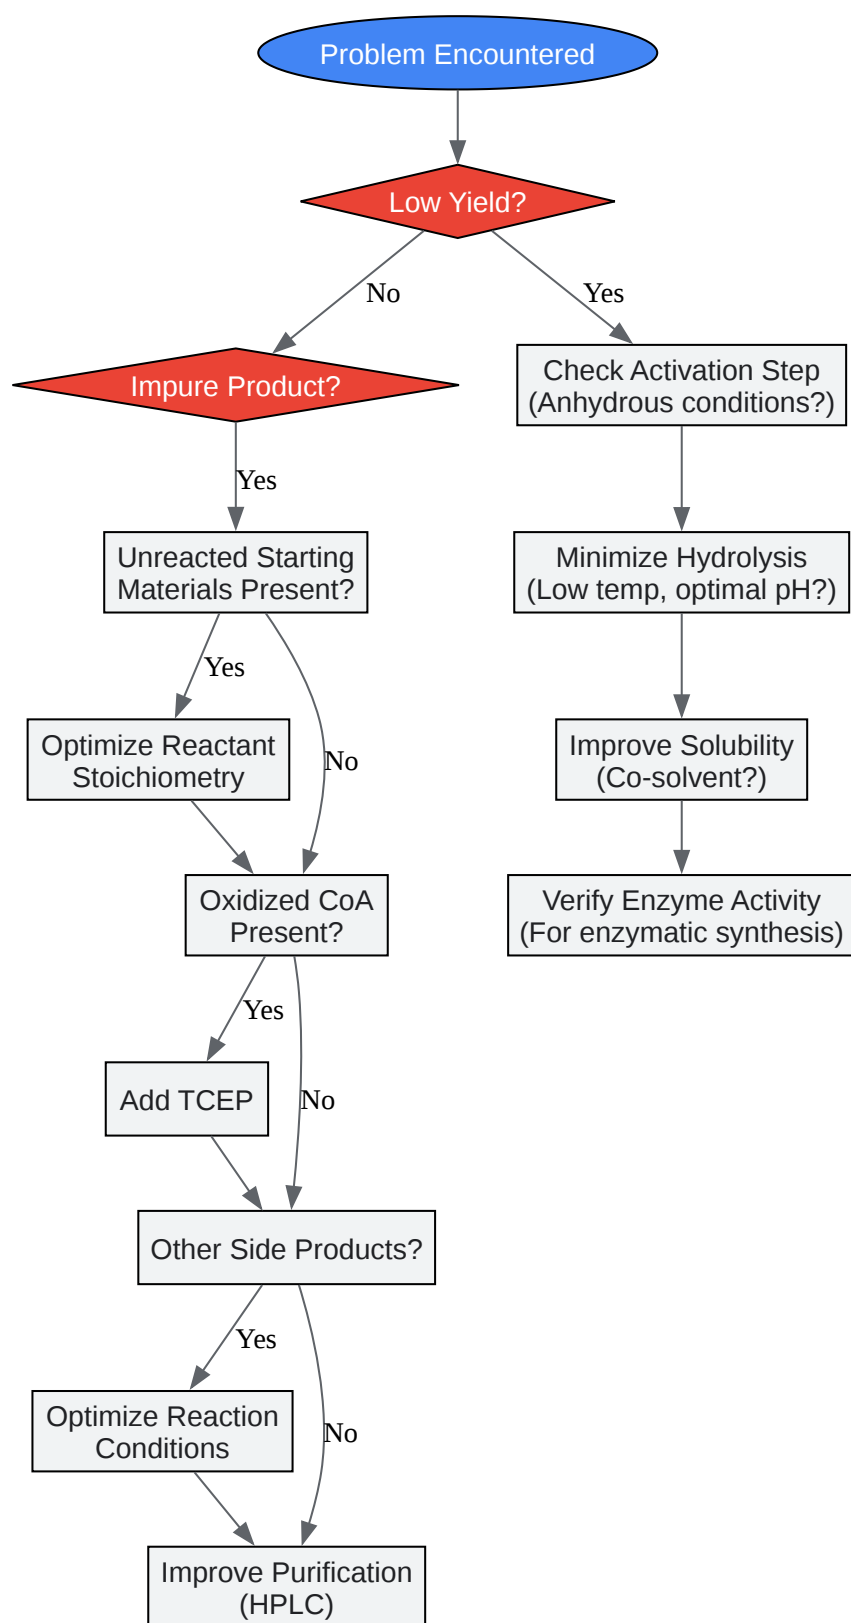 Problem Encountered
Low Yield?
No
Yes
Impure Product?
Check Activation Step
(Anhydrous conditions?)
Yes
Unreacted Starting
Materials Present?
Minimize Hydrolysis
(Low temp, optimal pH?)
Yes
No
Optimize Reactant
Stoichiometry
Improve Solubility
(Co-solvent?)
Oxidized CoA
Present?
Verify Enzyme Activity
(For enzymatic synthesis)
Yes
No
Add TCEP
Other Side Products?
Yes
No
Optimize Reaction
Conditions
Improve Purification
(HPLC)